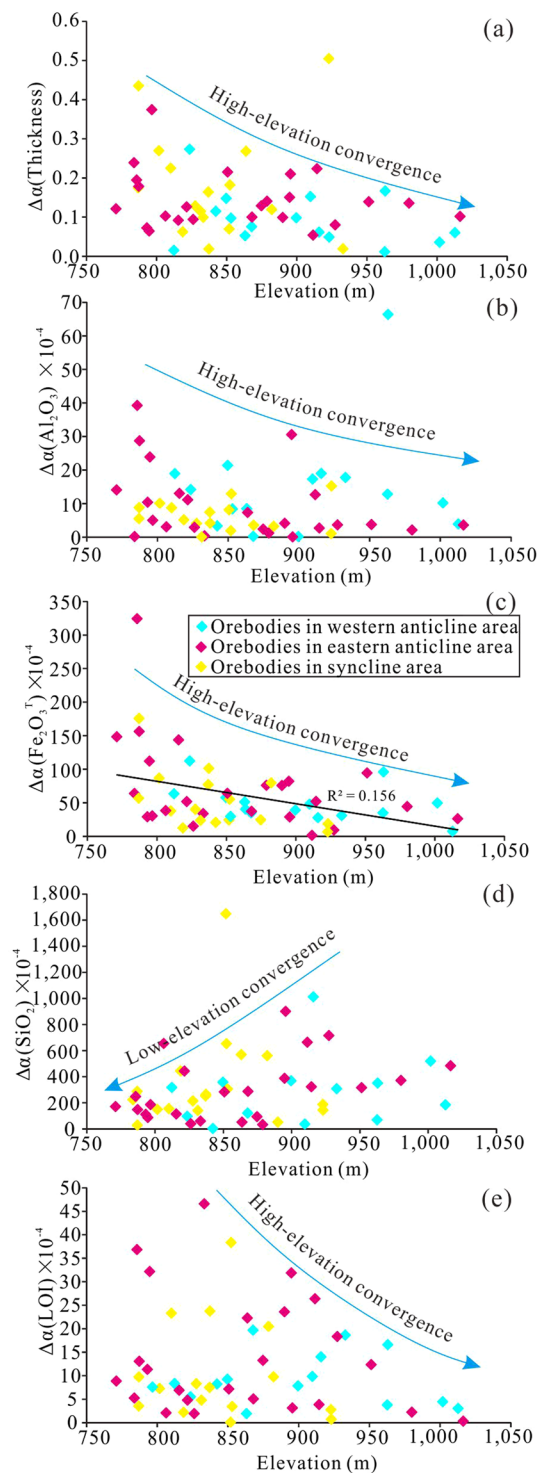 (a)
0.6
0.5
0.4
0.3
0.2
0.1
0.0
Δα(Thickness)
High-elevation convergence
750 800 850 900 950 1,000 1,050
Elevation (m)
(b)
70
60
50
40
30
20
10
0
Δα(Al₂O₃) ×10⁻⁴
High-elevation convergence
750 800 850 900 950 1,000 1,050
Elevation (m)
(c)
350
300
250
200
150
100
50
0
Δα(Fe₂O₃ᵀ)×10⁻⁴
Orebodies in western anticline area
Orebodies in eastern anticline area
Orebodies in syncline area
High-elevation convergence
R² = 0.156
750 800 850 900 950 1,000 1,050
Elevation (m)
(d)
1,800
1,600
1,400
1,200
1,000
800
600
400
200
0
Δα(SiO₂)×10⁻⁴
Low-elevation convergence
750 800 850 900 950 1,000 1,050
Elevation (m)
(e)
50
45
40
35
30
25
20
15
10
5
0
Δα(LOI) ×10⁻⁴
High-elevation convergence
750 800 850 900 950 1,000 1,050
Elevation (m)